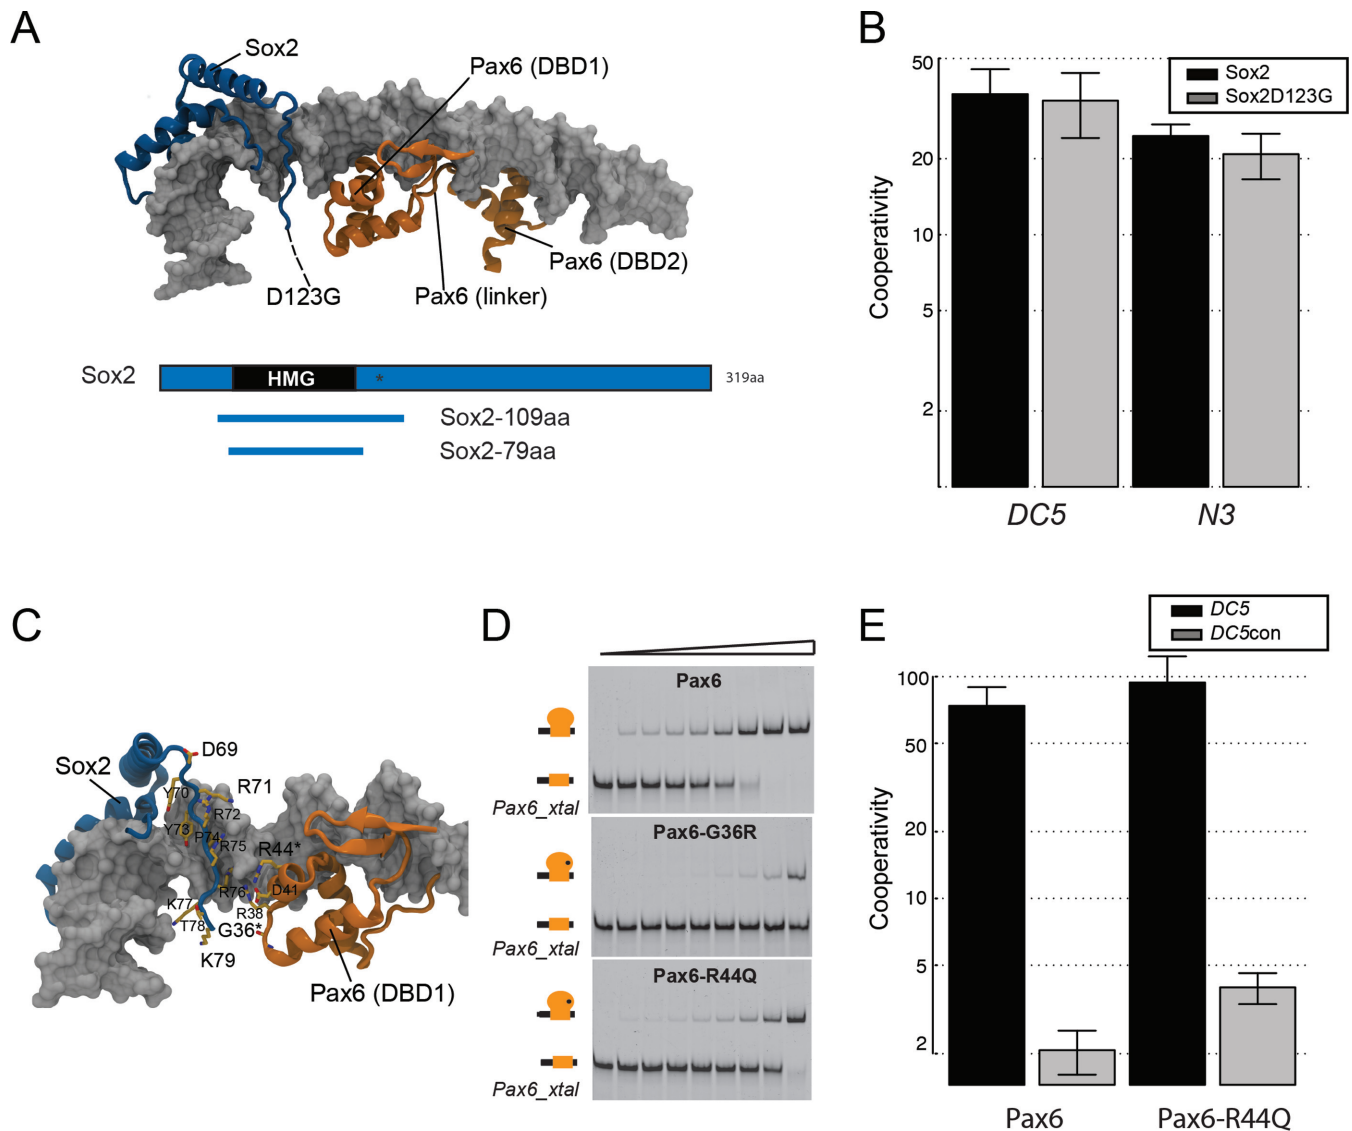 A
Sox2
Pax6 (DBD1)
Pax6 (DBD2)
D123G
Pax6 (linker)
Sox2
HMG
*
319aa
Sox2-109aa
Sox2-79aa
B
Sox2
Sox2D123G
Cooperativity
50
20
10
5
2
DC5
N3
C
Sox2
D69
Y70
R71
R72
Y73
P74
R75
R44*
R76
D41
K77
R38
T78
G36*
K79
Pax6 (DBD1)
D
Pax6
Pax6_xtal
Pax6-G36R
Pax6_xtal
Pax6-R44Q
Pax6_xtal
E
DC5
DC5con
Cooperativity
100
50
20
10
5
2
Pax6
Pax6-R44Q